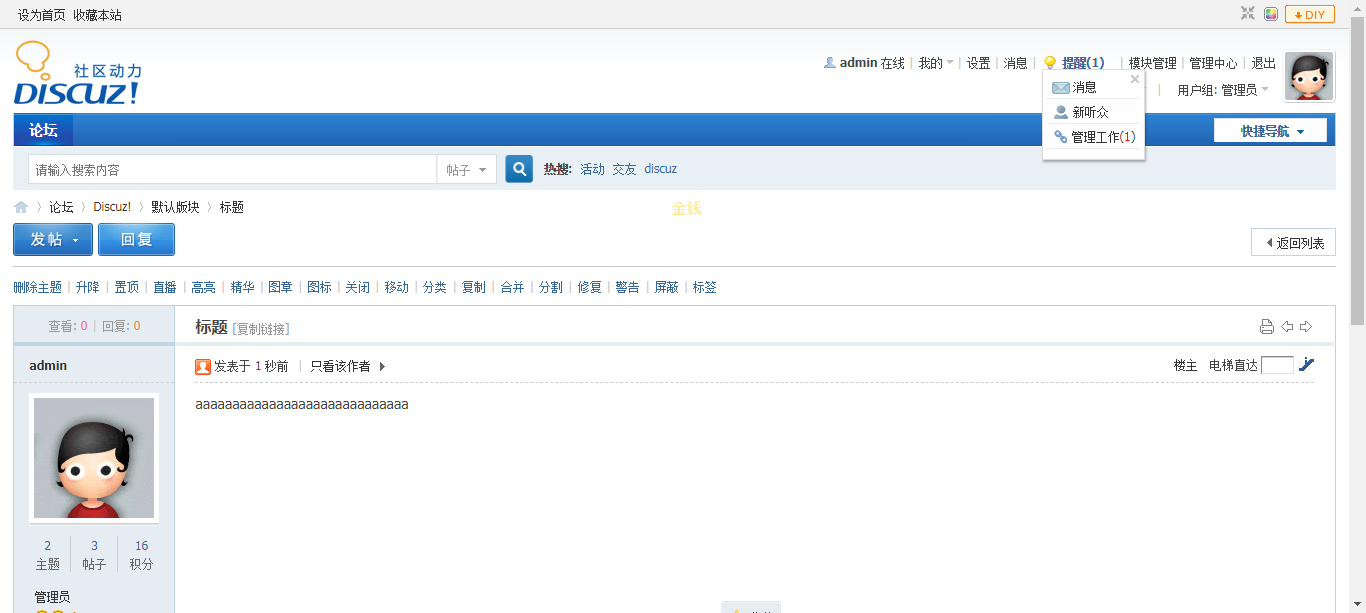 设为首页 收藏本站
DIY
社区动力
DISCUZ!
admin 在线 | 我的 | 设置 | 消息 | 提醒(1) | 模块管理 | 管理中心 | 退出
消息
新听众
管理工作(1)
用户组: 管理员
论坛
快捷导航
请输入搜索内容 帖子 热搜: 活动 交友 discuz
论坛 › Discuz! › 默认版块 › 标题
金钱
发帖 回复
返回列表
删除主题 | 升降 | 置顶 | 直播 | 高亮 | 精华 | 图章 | 图标 | 关闭 | 移动 | 分类 | 复制 | 合并 | 分割 | 修复 | 警告 | 屏蔽 | 标签
查看: 0 | 回复: 0
标题 [复制链接]
admin
发表于 1 秒前 | 只看该作者
楼主 电梯直达
aaaaaaaaaaaaaaaaaaaaaaaaaaaaa
2 3 16
主题 帖子 积分
管理员